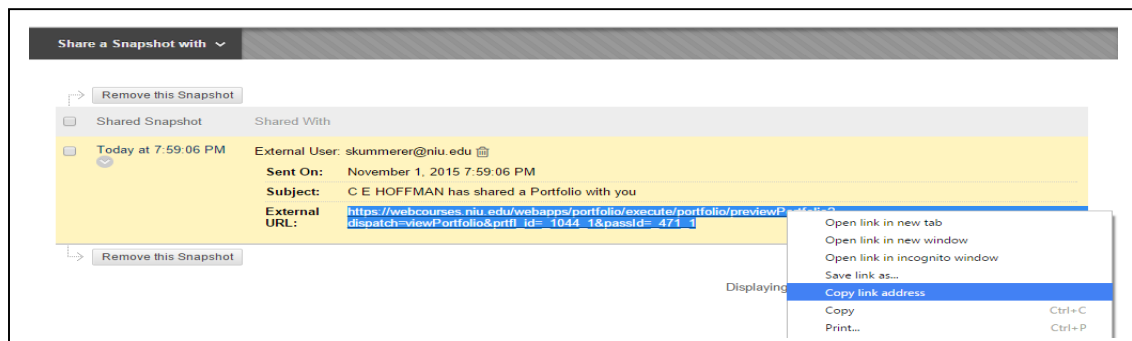 Share a Snapshot with
Remove this Snapshot
Shared Snapshot Shared With
Today at 7:59:06 PM External User: skummerer@niu.edu
Sent On: November 1, 2015 7:59:06 PM
Subject: C E HOFFMAN has shared a Portfolio with you
External https://webcourses.niu.edu/webapps/portfolio/execute/portfolio/previewPortfolio?
URL: dispatch=viewPortfolio&prtfl_id=_1044_1&passId=_471_1
Open link in new tab
Open link in new window
Remove this Snapshot Open link in incognito window
Save link as...
Displaying Copy link address
Copy Ctrl+C
Print... Ctrl+P